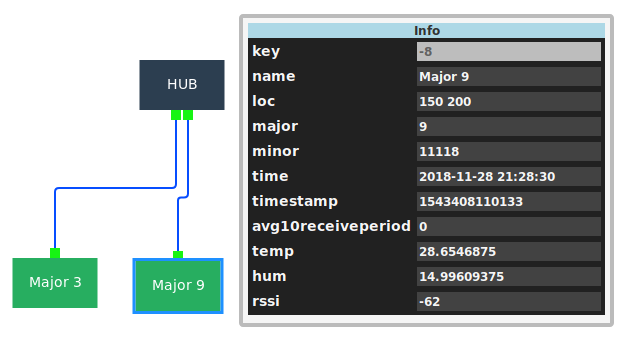 HUB
Major 3
Major 9
Info
key -8
name Major 9
loc 150 200
major 9
minor 11118
time 2018-11-28 21:28:30
timestamp 1543408110133
avg10receiveperiod 0
temp 28.6546875
hum 14.99609375
rssi -62